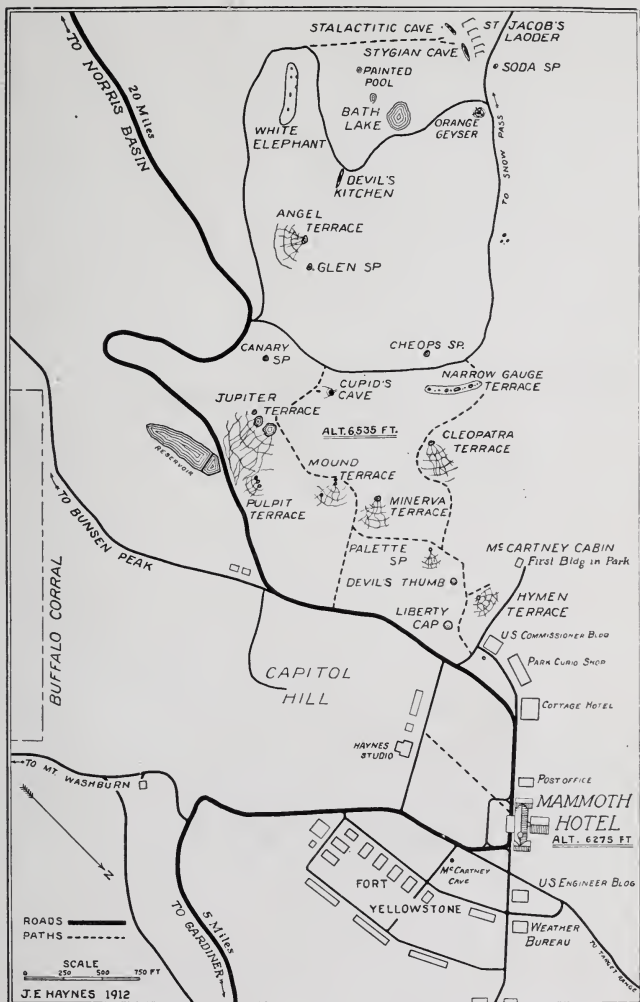 STALACTITIC CAVE
ST JACOB'S
LADDER
STYGIAN CAVE
SODA SP
PAINTED
POOL
BATH
LAKE
ORANGE
GEYSER
WHITE
ELEPHANT
DEVIL'S
KITCHEN
TO SNOW PASS
TO NORRIS BASIN
20 Miles
ANGEL
TERRACE
GLEN SP
CANARY
SP
CHEOPS SP.
CUPID'S
CAVE
NARROW GAUGE
TERRACE
JUPITER
TERRACE
ALT. 6535 FT.
CLEOPATRA
TERRACE
RESERVOIR
MOUND
TERRACE
PULPIT
TERRACE
MINERVA
TERRACE
TO BUNSEN PEAK
PALETTE
SP
McCARTNEY CABIN
First Bldg in Park
DEVIL'S THUMB
HYMEN
TERRACE
LIBERTY
CAP
BUFFALO CORRAL
US COMMISSIONER BLDG
PARK CURIO SHOP
CAPITOL
HILL
COTTAGE HOTEL
HAYNES
STUDIO
TO MT. WASHBURN
POST OFFICE
MAMMOTH
HOTEL
ALT. 6275 FT
N
McCARTNEY
CAVE
FORT
YELLOWSTONE
US ENGINEER BLDG
WEATHER
BUREAU
TO TARGET RANGE
5 Miles
TO GARDINER
ROADS
PATHS
SCALE
0 250 500 750 FT
J.E HAYNES 1912